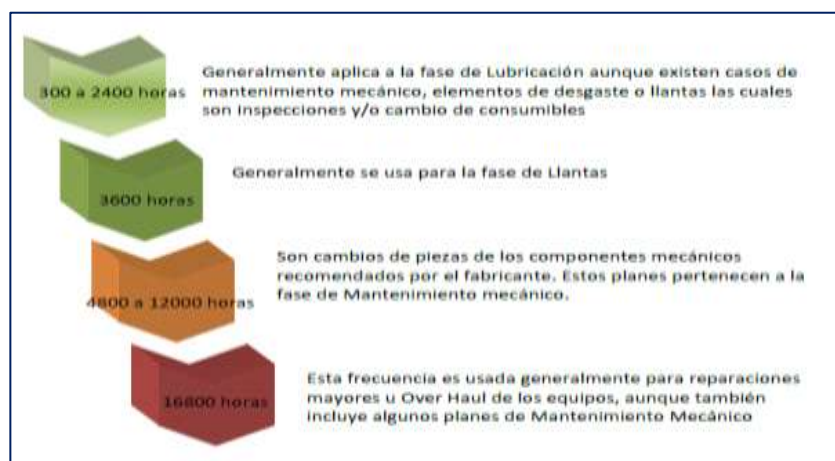 300 a 2400 horas
Generalmente aplica a la fase de Lubricación aunque existen casos de
mantenimiento mecánico, elementos de desgaste o llantas las cuales
son inspecciones y/o cambio de consumibles
3600 horas
Generalmente se usa para la fase de Llantas
4800 a 12000 horas
Son cambios de piezas de los componentes mecánicos
recomendados por el fabricante. Estos planes pertenecen a la
fase de Mantenimiento mecánico.
16800 horas
Esta frecuencia es usada generalmente para reparaciones
mayores u Over Haul de los equipos, aunque también
incluye algunos planes de Mantenimiento Mecánico